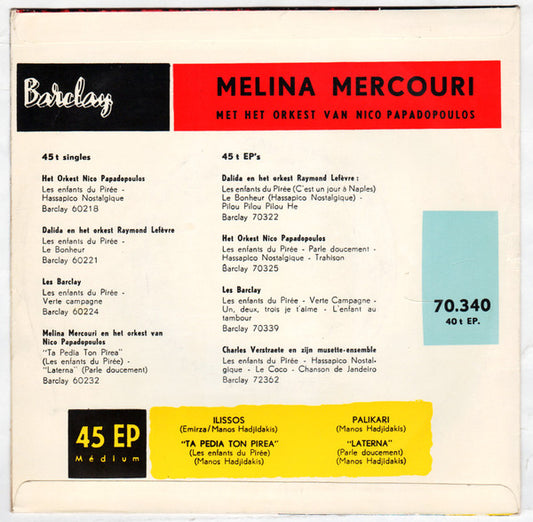 Barclay
MELINA MERCOURI
MET HET ORKEST VAN NICO PAPADOPOULOS
45 t singles
Het Orkest Nico Papadopoulos
Les enfants du Pirée -
Hassapico Nostalgique
Barclay 60218
Dalida en het orkest Raymond Lefèvre
Les enfants du Pirée -
Le Bonheur
Barclay 60221
Les Barclay
Les enfants du Pirée -
Verte campagne
Barclay 60224
Melina Mercouri en het orkest van
Nico Papadopoulos
"Ta Pedia Ton Pirea"
(Les enfants du Pirée) -
"Laterna" (Parle doucement)
Barclay 60232
45 t EP's
Dalida en het orkest Raymond Lefèvre :
Les enfants du Pirée (C'est un jour à Naples)
Le Bonheur (Hassapico Nostalgique) -
Pilou Pilou Pilou He
Barclay 70322
Het Orkest Nico Papadopoulos
Les enfants du Pirée - Parle doucement -
Hassapico Nostalgique - Trahison
Barclay 70325
Les Barclay
Les enfants du Pirée - Verte Campagne -
Un, deux, trois je t'aime - L'enfant au
tambour
Barclay 70339
Charles Verstraete en zijn musette-ensemble
Les enfants du Pirée - Hassapico Nostal-
gique - Le Coco - Chanson de Jandeiro
Barclay 72362
70.340
40 t EP.
45 EP
Médium
ILISSOS
(Emirza/Manos Hadjidakis)
"TA PEDIA TON PIREA"
(Les enfants du Pirée)
(Manos Hadjidakis)
PALIKARI
(Manos Hadjidakis)
"LATERNA"
(Parle doucement)
(Manos Hadjidakis)